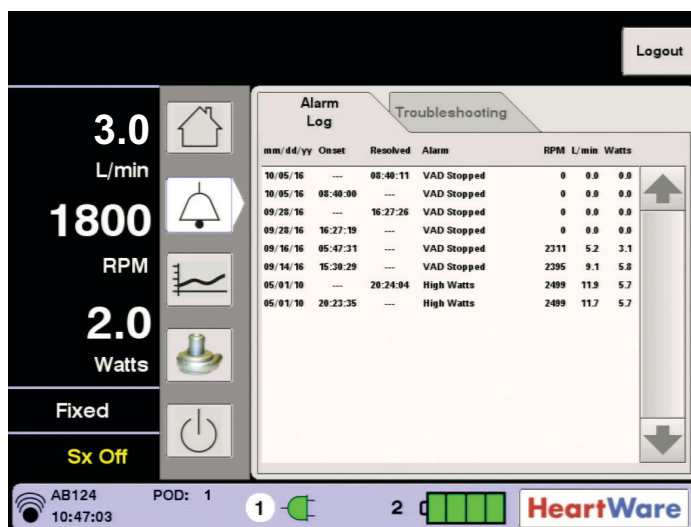 Logout
3.0
L/min
1800
RPM
2.0
Watts
Fixed
Sx Off
Alarm
Log
Troubleshooting
mm/dd/yy Onset Resolved Alarm RPM L/min Watts
10/05/16 --- 08:40:11 VAD Stopped 0 0.0 0.0
10/05/16 08:40:00 --- VAD Stopped 0 0.0 0.0
09/28/16 --- 16:27:26 VAD Stopped 0 0.0 0.0
09/28/16 16:27:19 --- VAD Stopped 0 0.0 0.0
09/16/16 05:47:31 --- VAD Stopped 2311 5.2 3.1
09/14/16 15:30:29 --- VAD Stopped 2395 9.1 5.8
05/01/10 --- 20:24:04 High Watts 2499 11.9 5.7
05/01/10 20:23:35 --- High Watts 2499 11.7 5.7
AB124 POD: 1
10:47:03
1 2
HeartWare